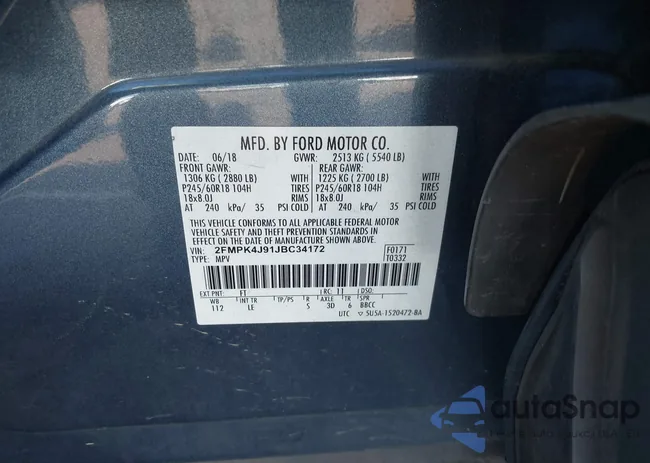 MFD. BY FORD MOTOR CO.
DATE: 06/18 GVWR: 2513 KG ( 5540 LB)
FRONT GAWR: REAR GAWR:
1306 KG ( 2880 LB) WITH 1225 KG ( 2700 LB) WITH
P245/60R18 104H TIRES P245/60R18 104H TIRES
18x8.0J RIMS 18x8.0J RIMS
AT 240 kPa/ 35 PSI COLD AT 240 kPa/ 35 PSI COLD
THIS VEHICLE CONFORMS TO ALL APPLICABLE FEDERAL MOTOR
VEHICLE SAFETY AND THEFT PREVENTION STANDARDS IN
EFFECT ON THE DATE OF MANUFACTURE SHOWN ABOVE.
VIN: 2FMPK4J91JBC34172 F0171
TYPE: MPV T0332
EXT PNT: FT RC: 11 DSO:
WB INT TR TP/PS R AXLE TR SPR
112 LE S 3D 6 BBCC
UTC ▽ 5U5A-1520472-BA
autoSnap